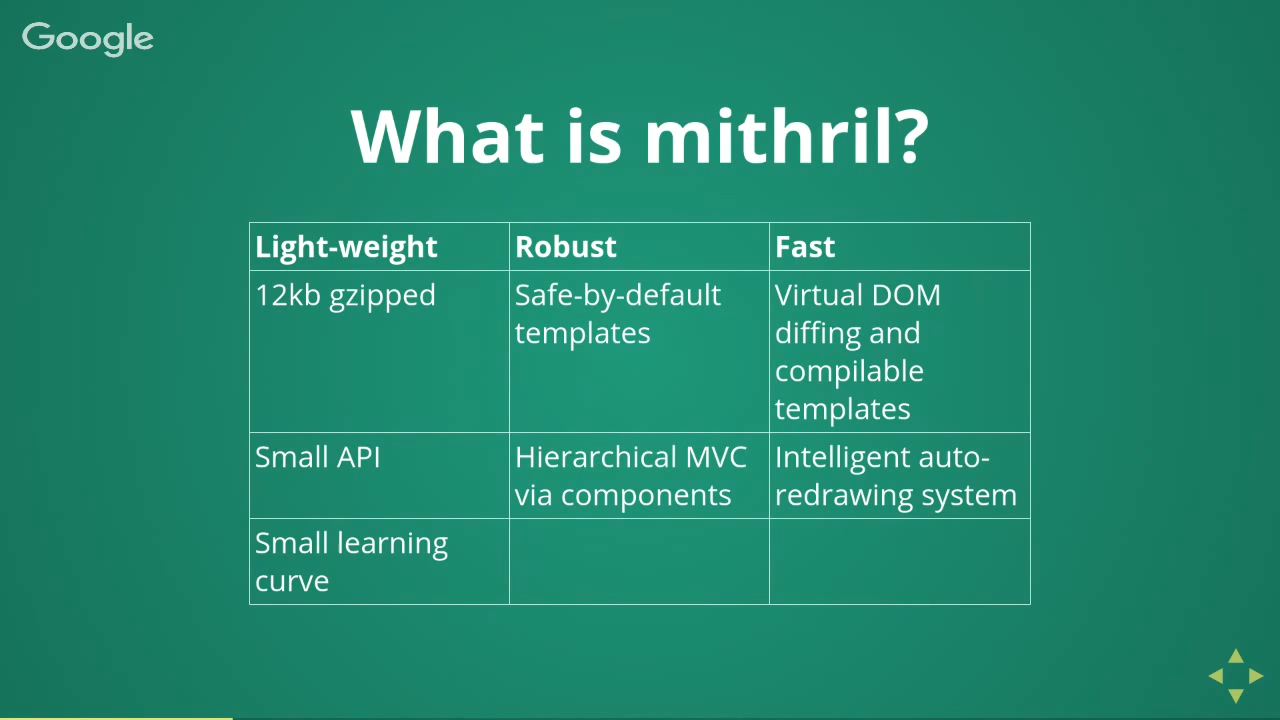 Google
What is mithril?
Light-weight
Robust
Fast
12kb gzipped
Safe-by-default
templates
Virtual DOM
diffing and
compilable
templates
Small API
Hierarchical MVC
via components
Intelligent auto-
redrawing system
Small learning
curve